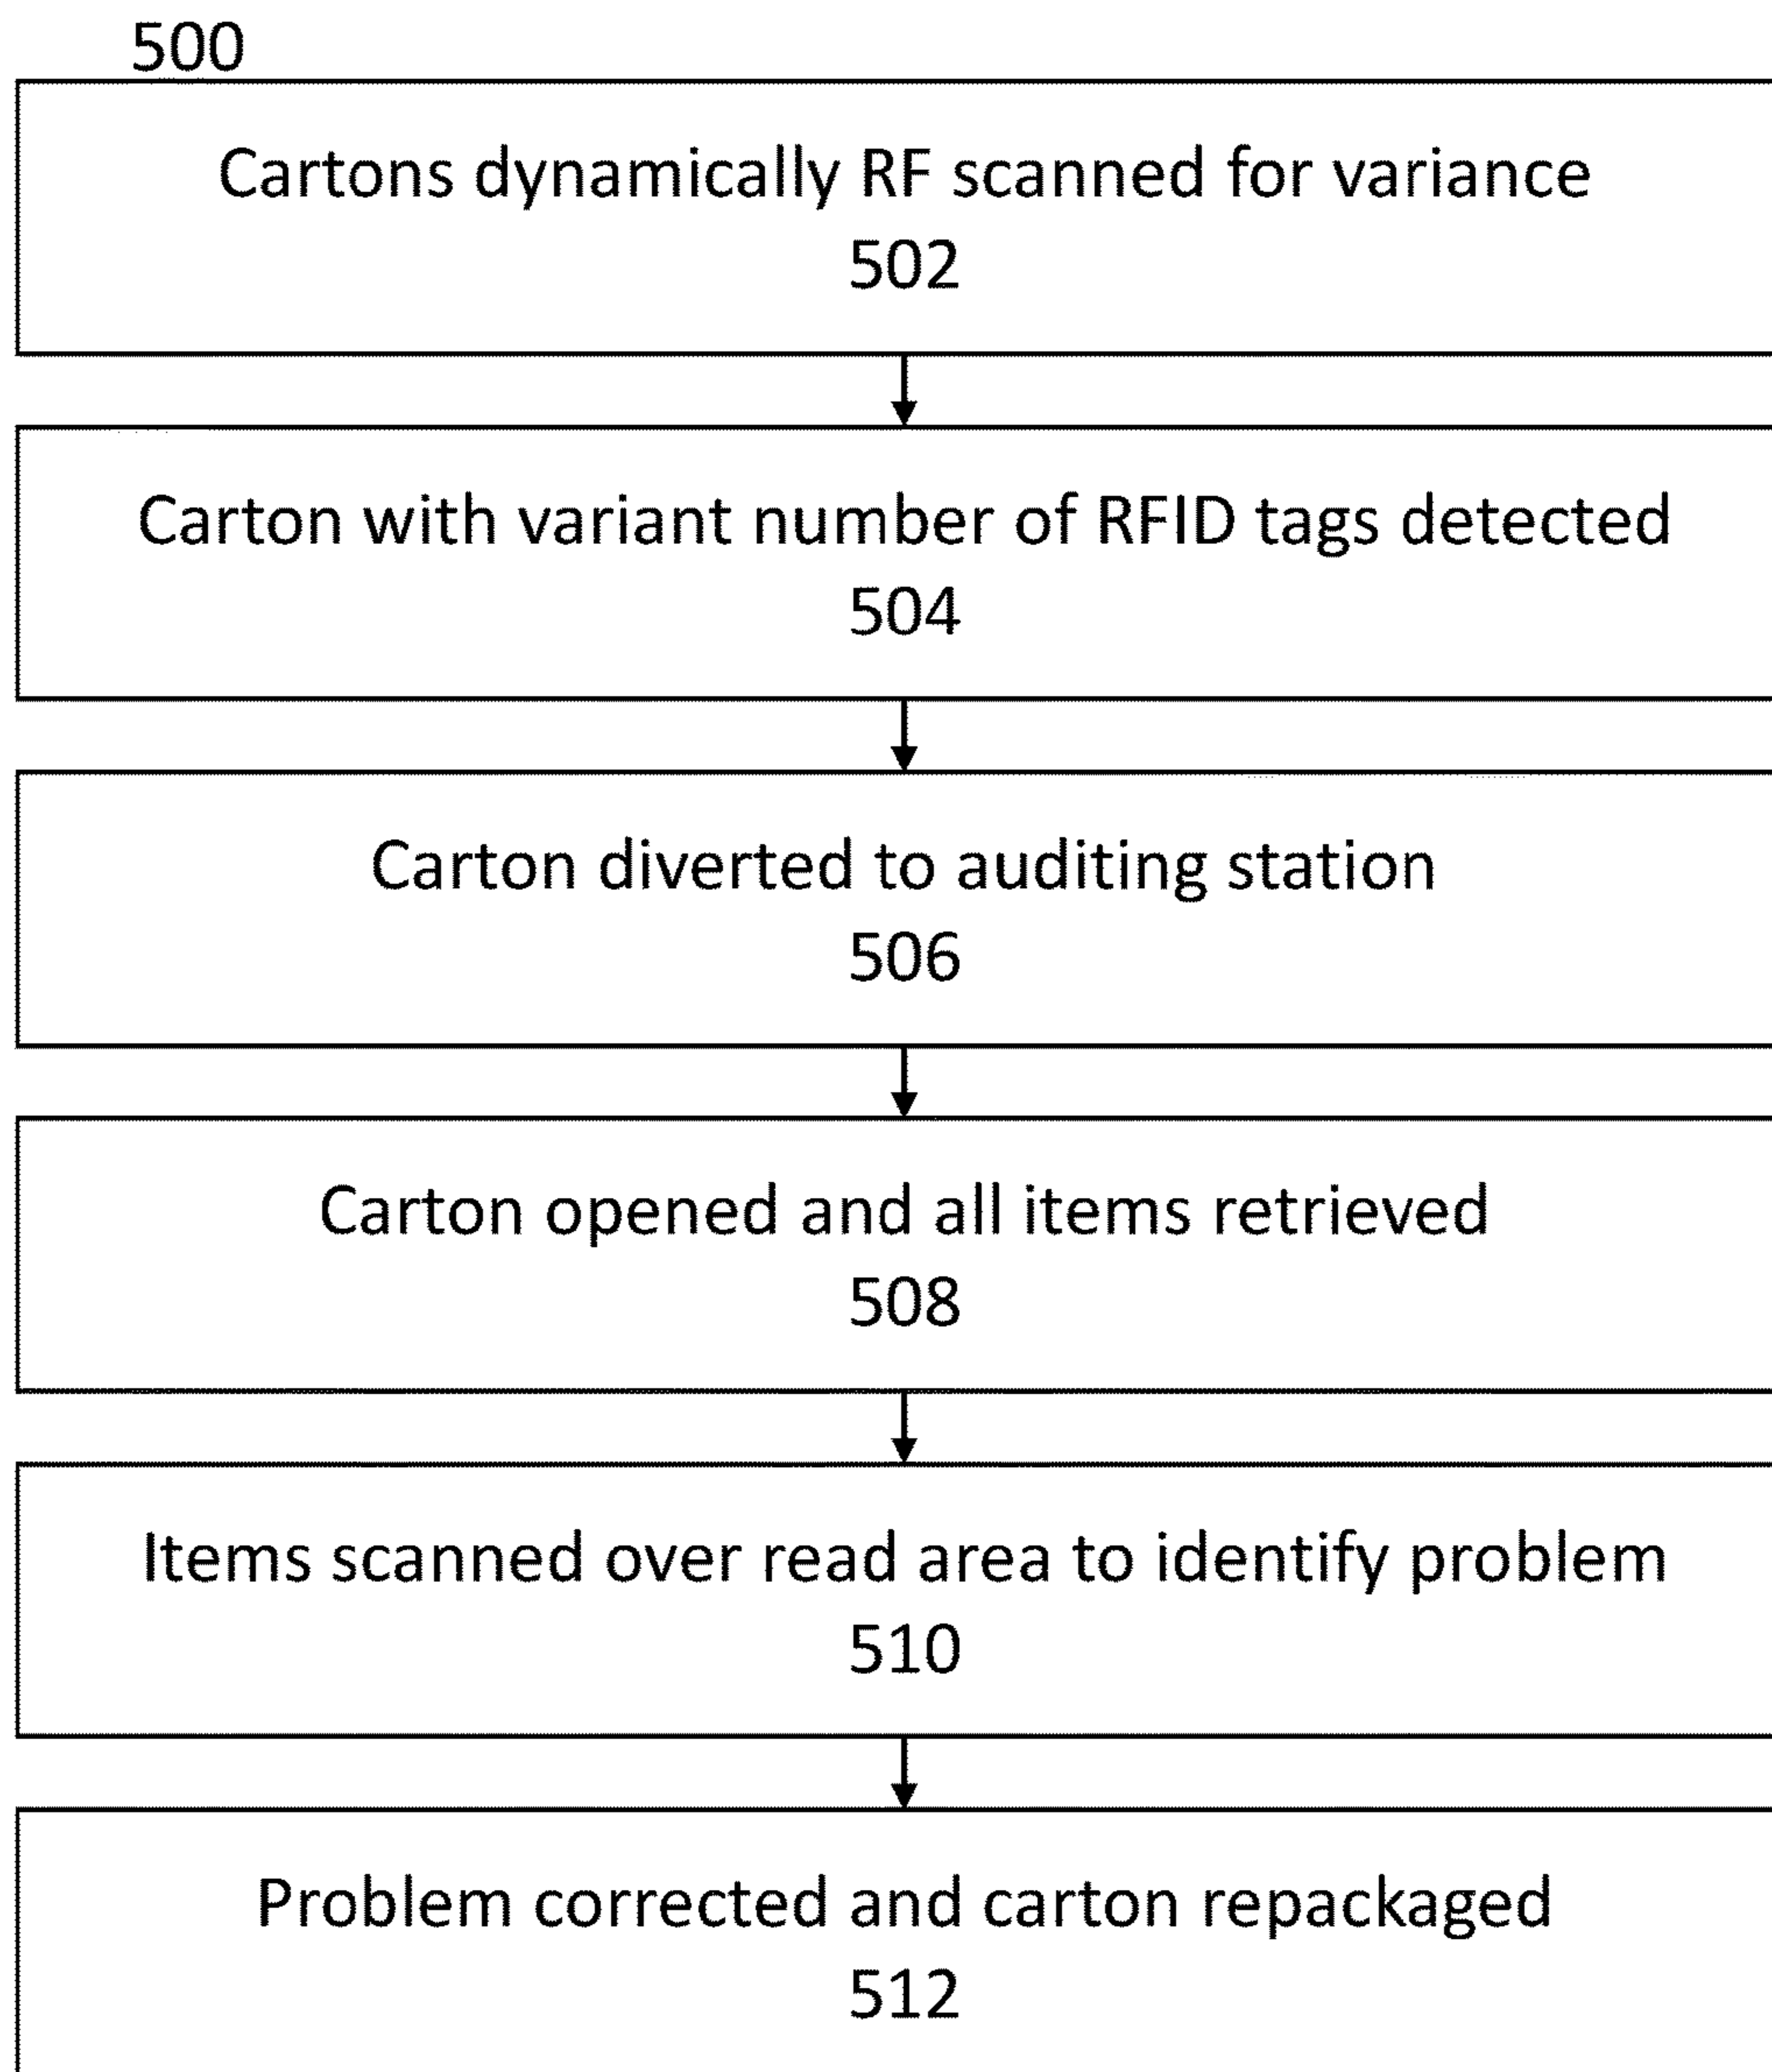 500
Cartons dynamically RF scanned for variance
502
Carton with variant number of RFID tags detected
504
Carton diverted to auditing station
506
Carton opened and all items retrieved
508
Items scanned over read area to identify problem
510
Problem corrected and carton repackaged
512